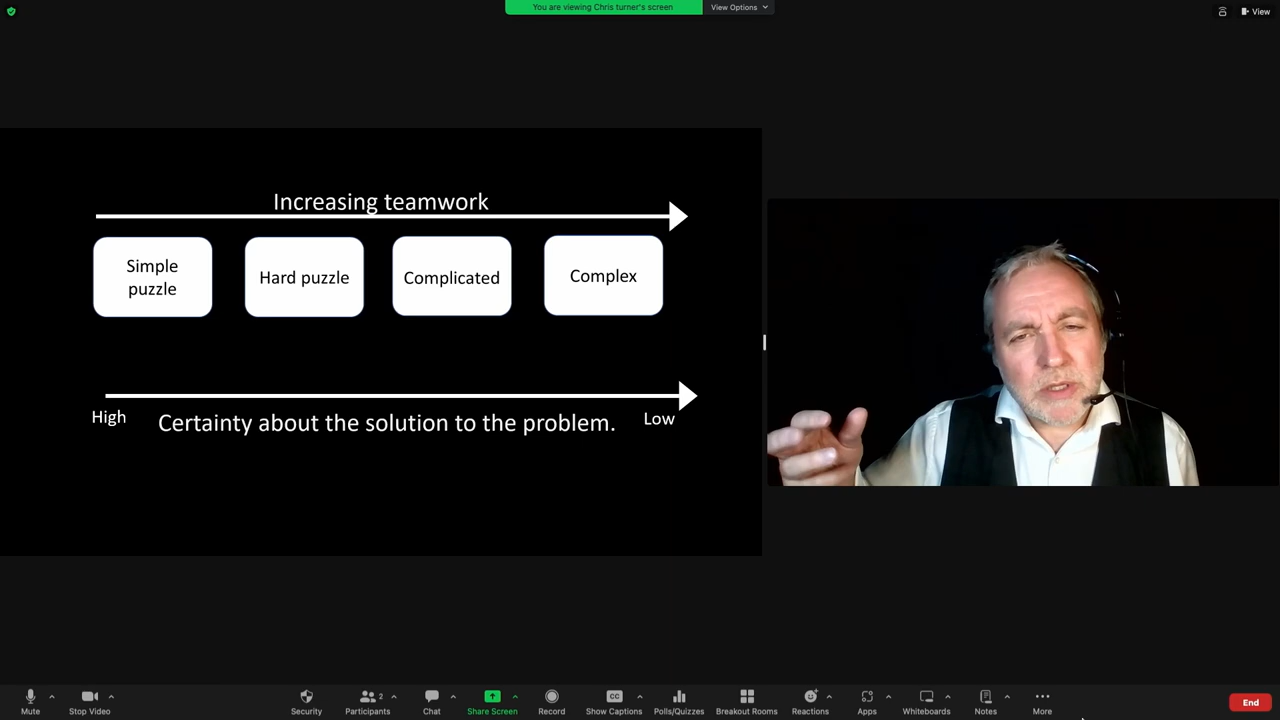 You are viewing Chris turner's screen
View Options
View
Increasing teamwork
Simple
puzzle
Hard puzzle
Complicated
Complex
High
Certainty about the solution to the problem.
Low
Mute
Stop Video
Security
Participants
2
Chat
Share Screen
Record
CC
Show Captions
Polls/Quizzes
Breakout Rooms
Reactions
Apps
Whiteboards
Notes
More
End